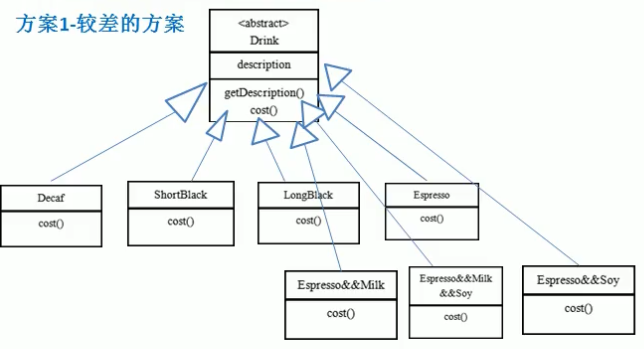 方案1-较差的方案
<abstract>
Drink
description
getDescription()
cost()
Decaf
cost()
ShortBlack
cost()
LongBlack
cost()
Espresso
cost()
Espresso&&Milk
cost()
Espresso&&Milk
&&Soy
cost()
Espresso&&Soy
cost()